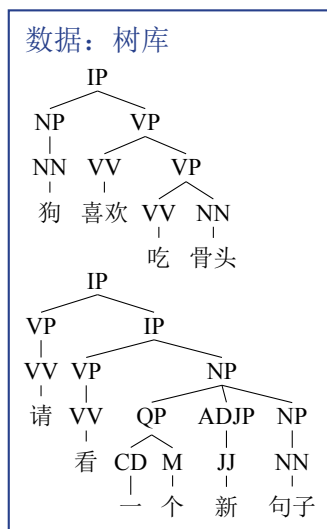 数据：树库
IP
NP VP
NN VV VP
狗 喜欢 VV NN
吃 骨头
IP
VP IP
VV VP NP
请 VV QP ADJP NP
看 CD M JJ NN
一 个 新 句子